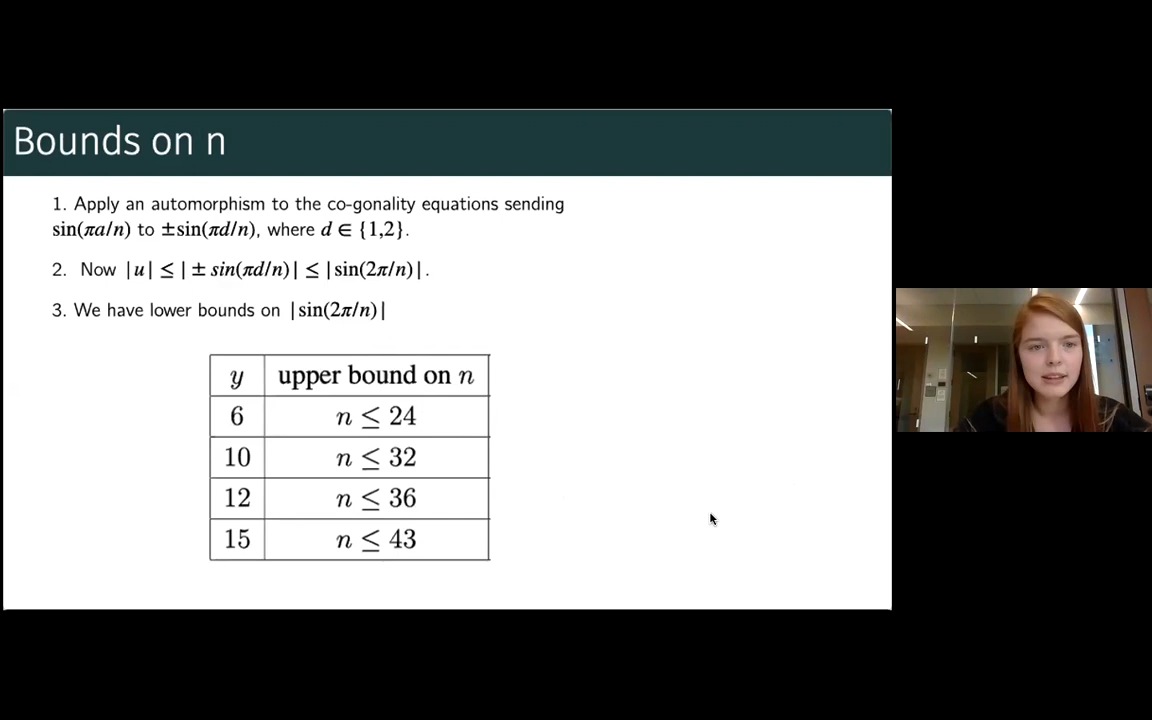 Bounds on n
1. Apply an automorphism to the co-gonality equations sending
sin(πa/n) to ±sin(πd/n), where d ∈ {1,2}.
2. Now |u| ≤ | ± sin(πd/n)| ≤ |sin(2π/n)|.
3. We have lower bounds on |sin(2π/n)|
y upper bound on n
6 n ≤ 24
10 n ≤ 32
12 n ≤ 36
15 n ≤ 43